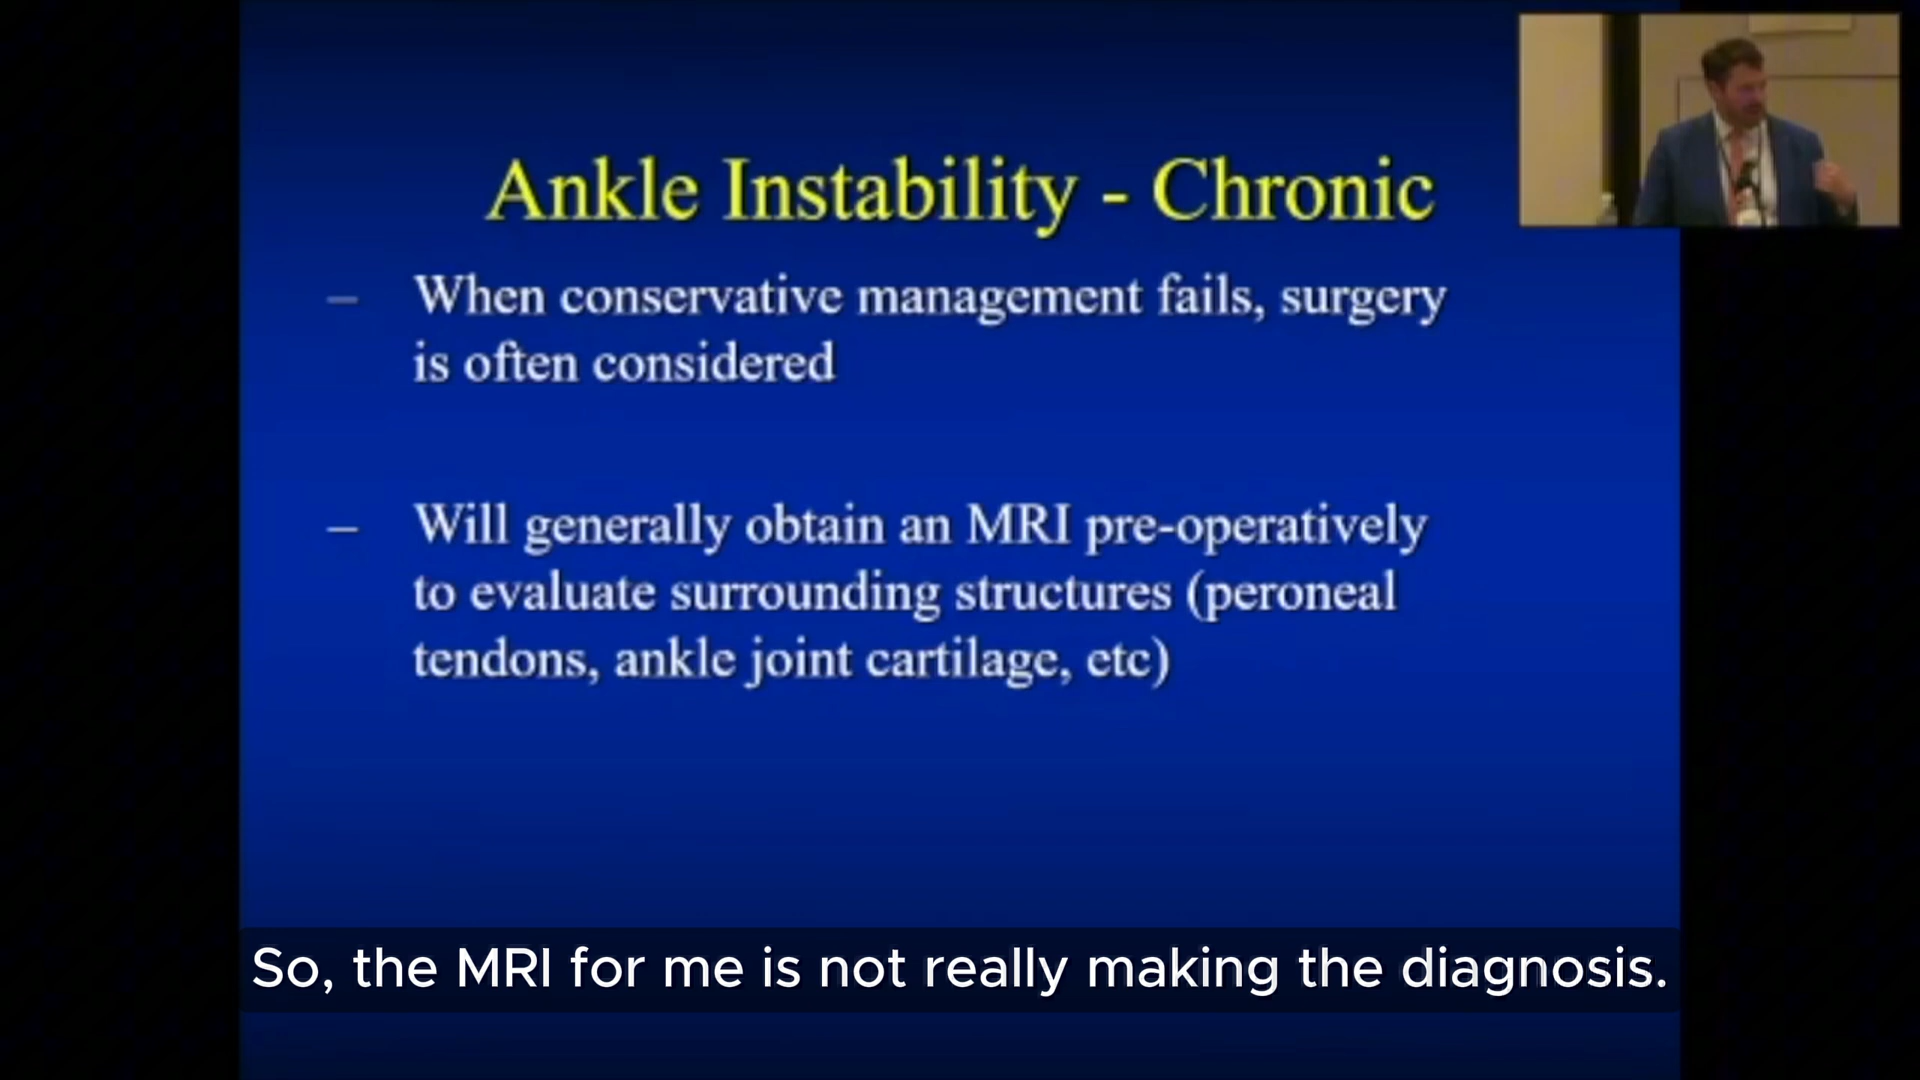 Ankle Instability - Chronic
– When conservative management fails, surgery
is often considered
– Will generally obtain an MRI pre-operatively
to evaluate surrounding structures (peroneal
tendons, ankle joint cartilage, etc)
So, the MRI for me is not really making the diagnosis.